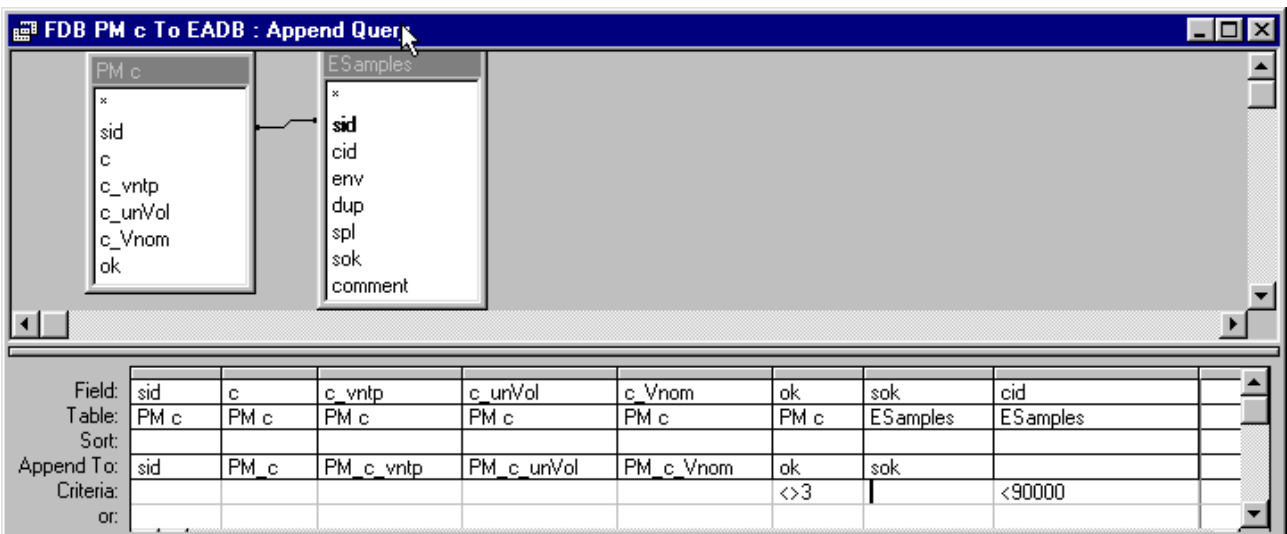 FDB PM c To EADB : Append Query
PM c
*
sid
c
c_vntp
c_unVol
c_Vnom
ok
ESamples
*
sid
cid
env
dup
spl
sok
comment
Field: sid c c_vntp c_unVol c_Vnom ok sok cid
Table: PM c PM c PM c PM c PM c PM c ESamples ESamples
Sort:
Append To: sid PM_c PM_c_vntp PM_c_unVol PM_c_Vnom ok sok
Criteria: <>3 <90000
or: